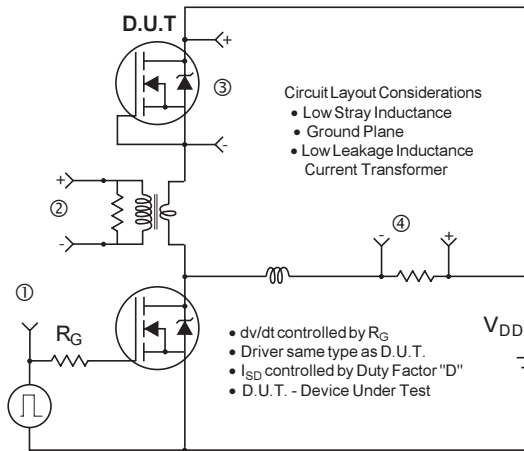 D.U.T
+
③
-
Circuit Layout Considerations
• Low Stray Inductance
• Ground Plane
• Low Leakage Inductance
Current Transformer
+
②
-
-
④
+
①
RG
• dv/dt controlled by RG
• Driver same type as D.U.T.
• ISD controlled by Duty Factor "D"
• D.U.T. - Device Under Test
VDD